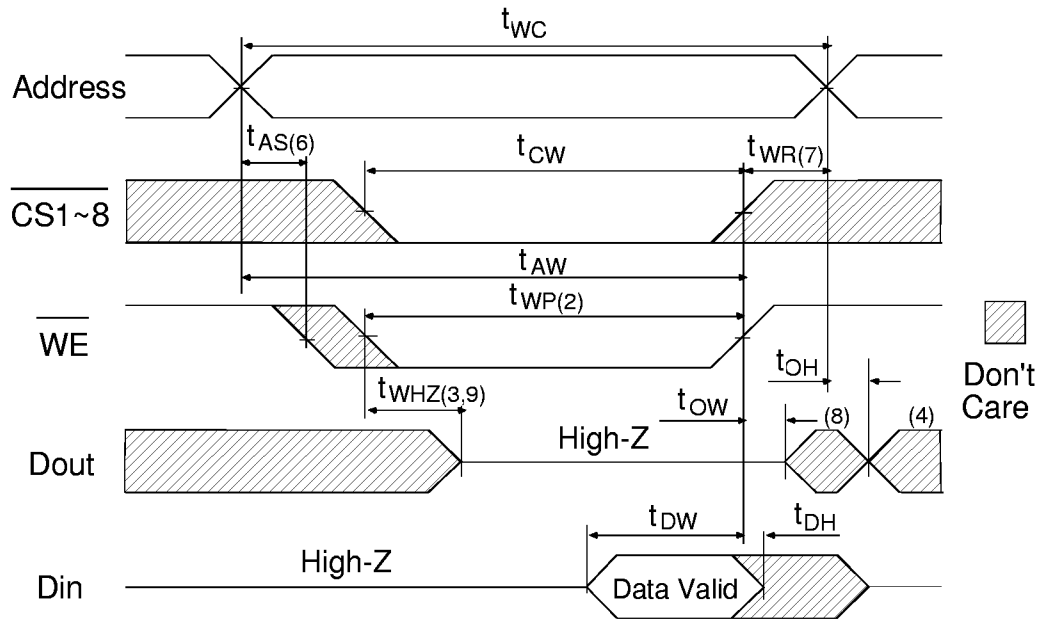 tWC
Address
tAS(6)
tCW
tWR(7)
CS1~8
tAW
tWP(2)
WE
tOH
Don't
Care
tWHZ(3,9)
tOW
(8)
(4)
High-Z
Dout
tDW
tDH
High-Z
Din
Data Valid